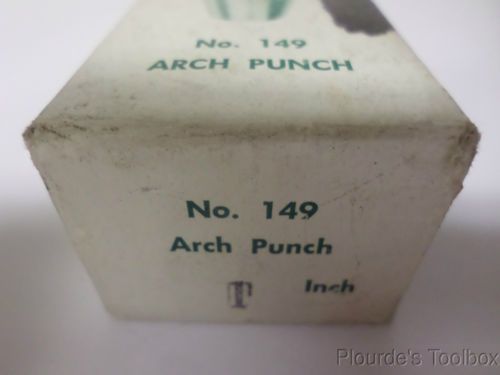 No. 149
ARCH PUNCH
No. 149
Arch Punch
Inch
Plourde's Toolbox